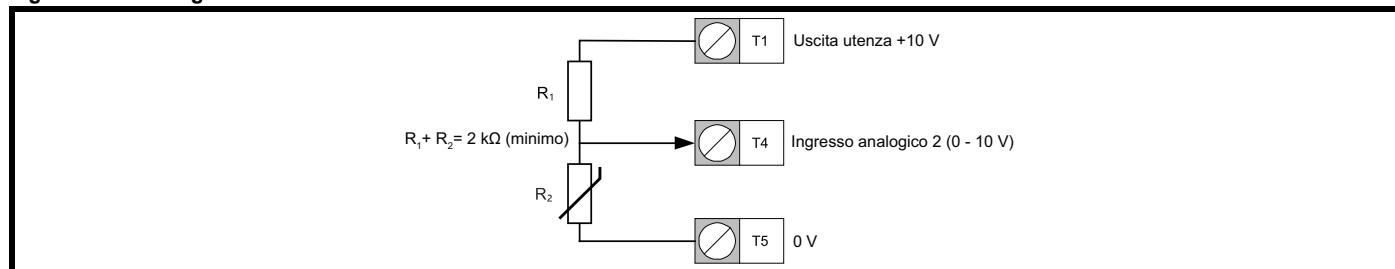 T1 Uscita utenza +10 V
R₁
R₁+ R₂= 2 kΩ (minimo)
T4 Ingresso analogico 2 (0 - 10 V)
R₂
T5 0 V